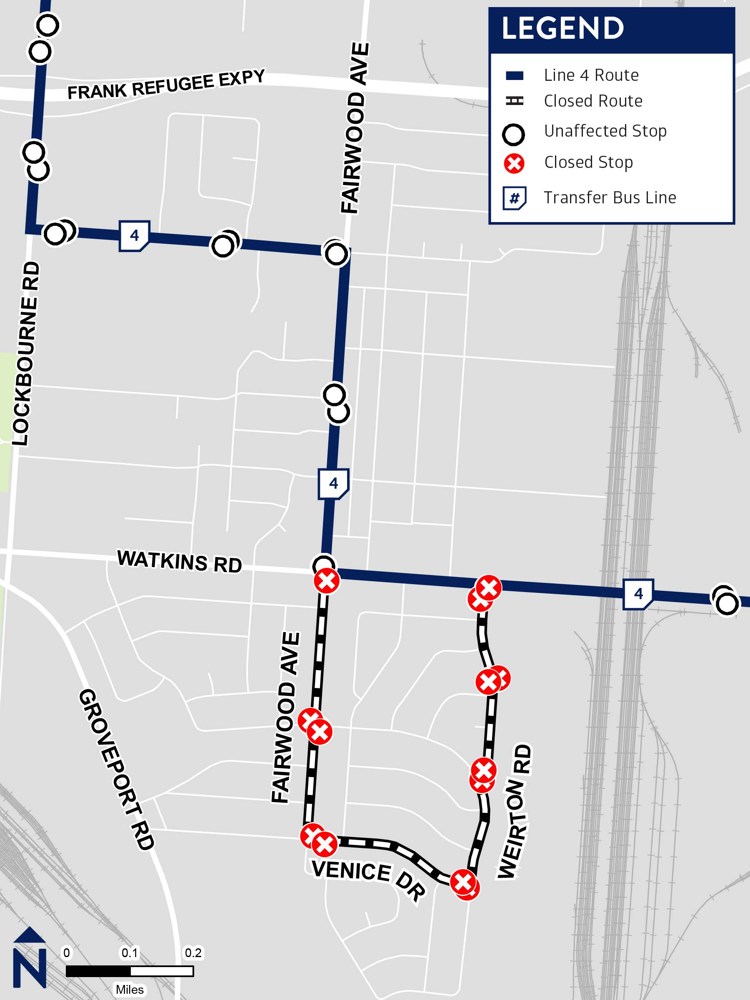 LEGEND
Line 4 Route
Closed Route
Unaffected Stop
Closed Stop
# Transfer Bus Line
FRANK REFUGEE EXPY
FAIRWOOD AVE
4
LOCKBOURNE RD
4
WATKINS RD
4
FAIRWOOD AVE
GROVEPORT RD
WEIRTON RD
VENICE DR
N
0 0.1 0.2
Miles